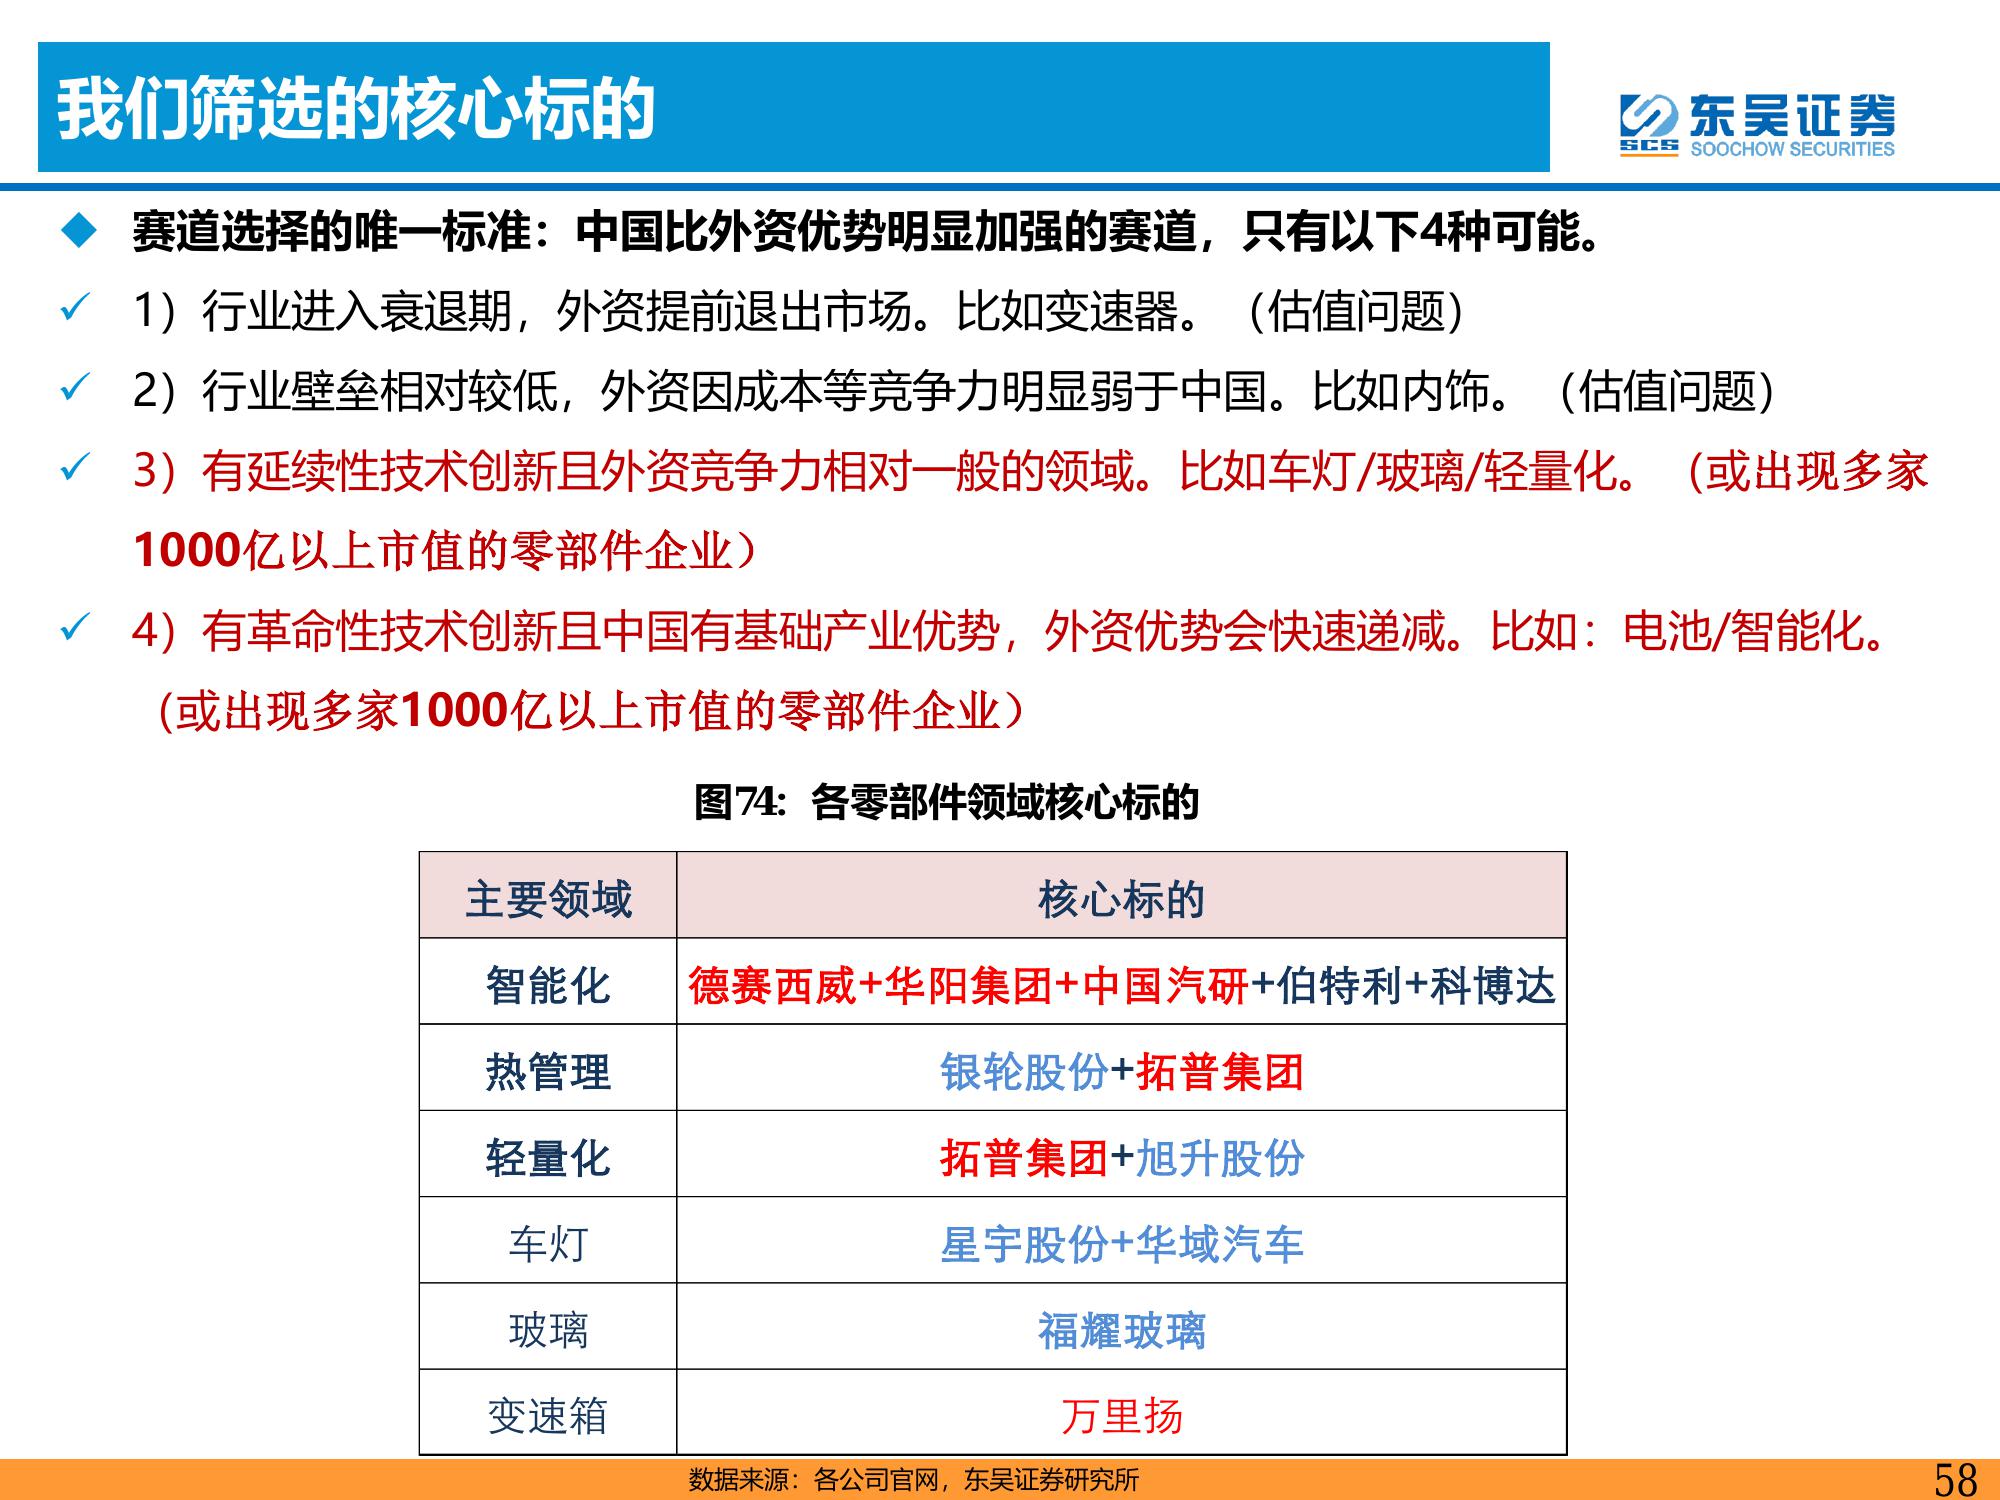 我们筛选的核心标的
东吴证券
SCS SOOCHOW SECURITIES
赛道选择的唯一标准：中国比外资优势明显加强的赛道，只有以下4种可能。
1）行业进入衰退期，外资提前退出市场。比如变速器。（估值问题）
2）行业壁垒相对较低，外资因成本等竞争力明显弱于中国。比如内饰。（估值问题）
3）有延续性技术创新且外资竞争力相对一般的领域。比如车灯/玻璃/轻量化。（或出现多家
1000亿以上市值的零部件企业）
4）有革命性技术创新且中国有基础产业优势，外资优势会快速递减。比如：电池/智能化。
（或出现多家1000亿以上市值的零部件企业）
图74：各零部件领域核心标的
主要领域 核心标的
智能化 德赛西威+华阳集团+中国汽研+伯特利+科博达
热管理 银轮股份+拓普集团
轻量化 拓普集团+旭升股份
车灯 星宇股份+华域汽车
玻璃 福耀玻璃
变速箱 万里扬
数据来源：各公司官网，东吴证券研究所
58